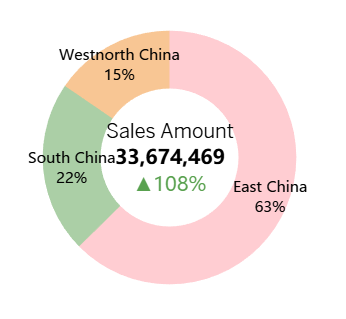 Westnorth China
15%
Sales Amount
South China
33,674,469
22%
▲108%
East China
63%